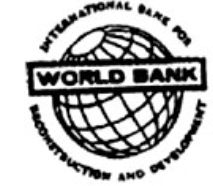 INTERNATIONAL BANK FOR
WORLD BANK
RECONSTRUCTION AND DEVELOPMENT